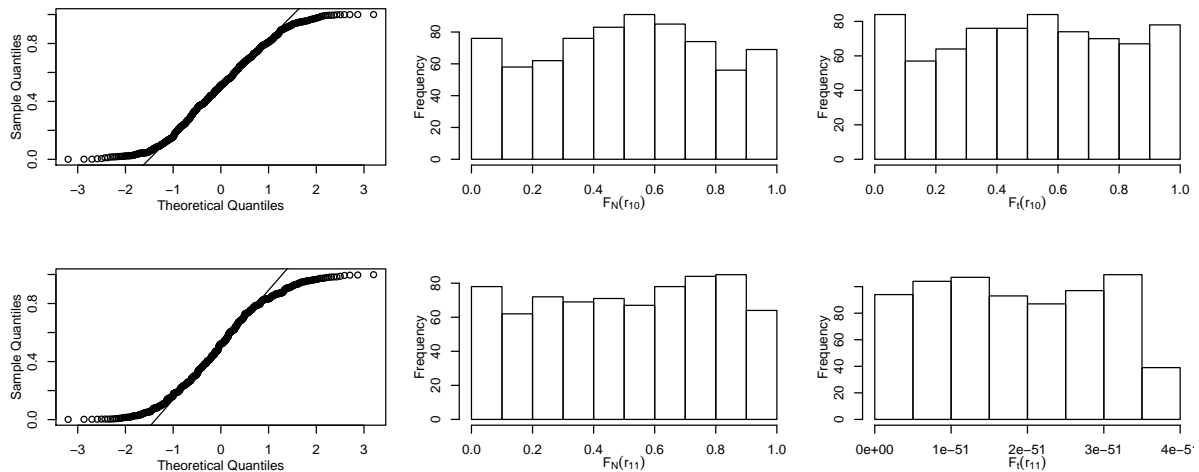 Sample Quantiles
0.0 0.4 0.8
−3 −2 −1 0 1 2 3
Theoretical Quantiles
Frequency
0 20 40 60 80
0.0 0.2 0.4 0.6 0.8 1.0
F_N(r_10)
Frequency
0 20 40 60 80
0.0 0.2 0.4 0.6 0.8 1.0
F_t(r_10)
Sample Quantiles
0.0 0.4 0.8
−3 −2 −1 0 1 2 3
Theoretical Quantiles
Frequency
0 20 40 60 80
0.0 0.2 0.4 0.6 0.8 1.0
F_N(r_11)
Frequency
0 20 40 60 80
0e+00 1e−51 2e−51 3e−51 4e−51
F_t(r_11)